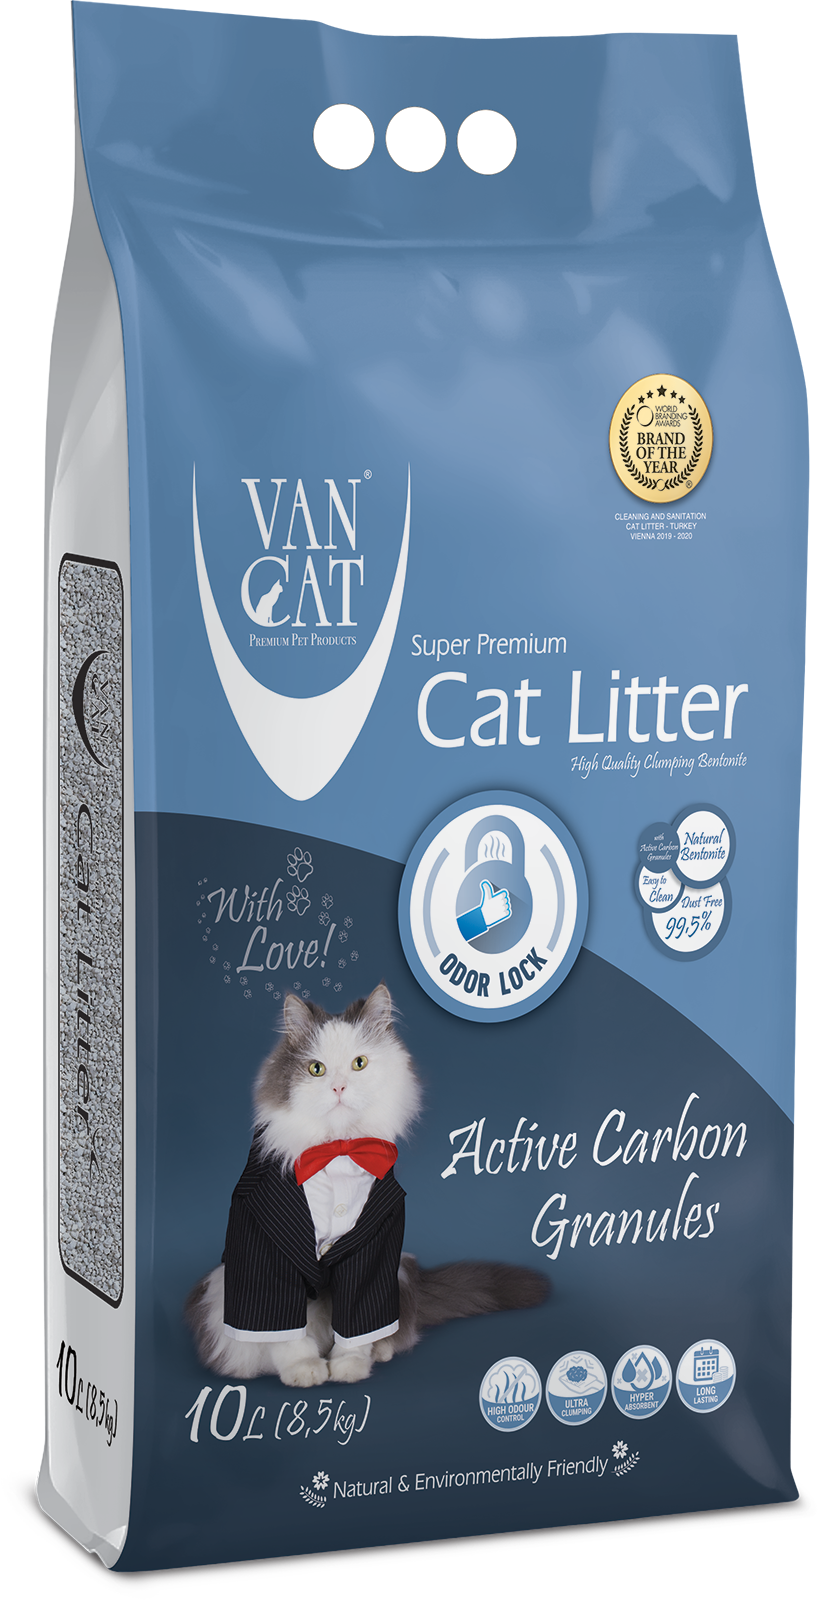 WORLD
BRANDING
AWARDS
BRAND
OF THE
YEAR
®
CLEANING AND SANITATION
CAT LITTER - TURKEY
VIENNA 2019 - 2020
VAN®
CAT
PREMIUM PET PRODUCTS
Super Premium
Cat Litter
High Quality Clumping Bentonite
ODOR LOCK
with
Active Carbon
Granules
Natural
Bentonite
Easy to
Clean
Dust Free
99,5%
With
Love!
Active Carbon
Granules
10L (8,5kg)
HIGH ODOUR
CONTROL
ULTRA
CLUMPING
HYPER
ABSORBENT
LONG
LASTING
Natural & Environmentally Friendly
VAN
CAT
Cat Litter
10L (8,5kg)